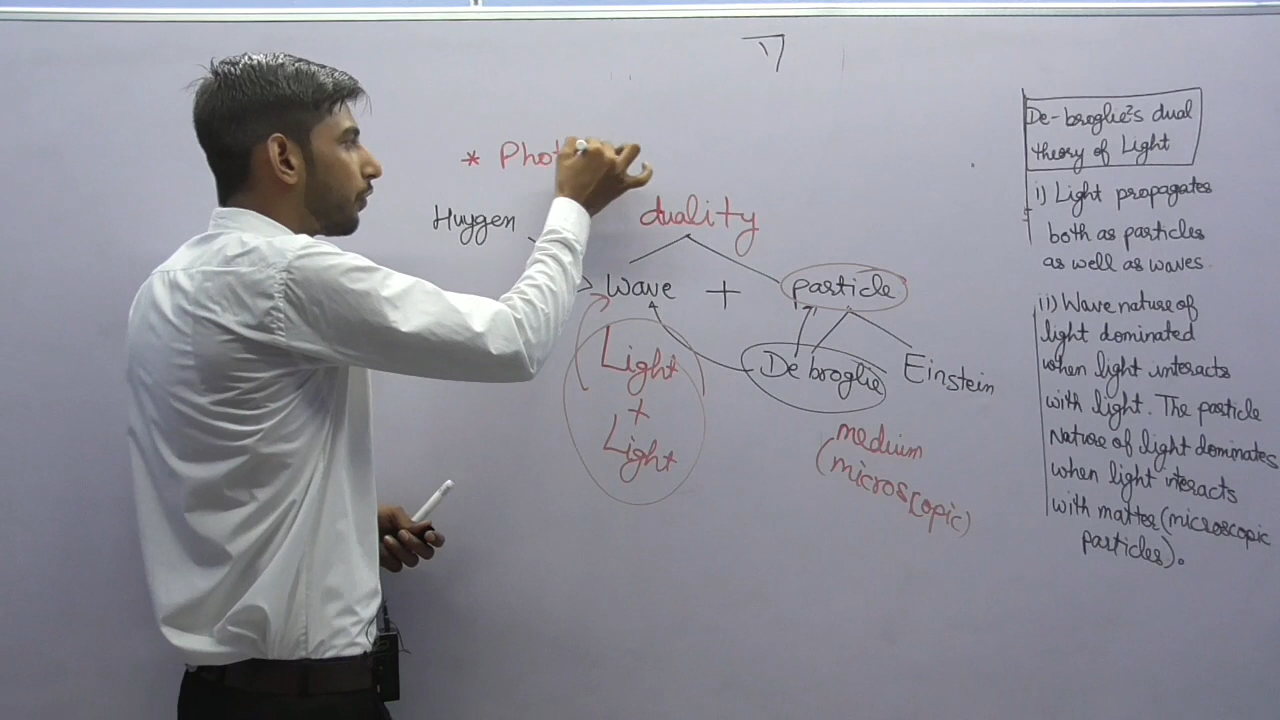 * Phot
Huygen
duality
> Wave + particle
Light
+
Light
De broglie
Einstein
medium
(microscopic)
De-broglie's dual
theory of Light
i) Light propagates
both as particles
as well as waves.
ii) Wave nature of
light dominated
when light interacts
with light. The particle
Nature of light dominates
when light interacts
with matter (microscopic
particles).